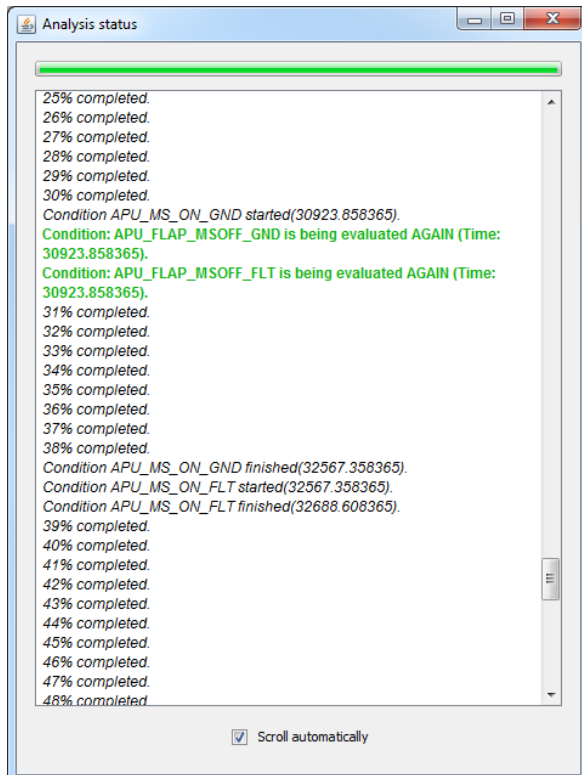 Analysis status
25% completed.
26% completed.
27% completed.
28% completed.
29% completed.
30% completed.
Condition APU_MS_ON_GND started(30923.858365).
Condition: APU_FLAP_MSOFF_GND is being evaluated AGAIN (Time:
30923.858365).
Condition: APU_FLAP_MSOFF_FLT is being evaluated AGAIN (Time:
30923.858365).
31% completed.
32% completed.
33% completed.
34% completed.
35% completed.
36% completed.
37% completed.
38% completed.
Condition APU_MS_ON_GND finished(32567.358365).
Condition APU_MS_ON_FLT started(32567.358365).
Condition APU_MS_ON_FLT finished(32688.608365).
39% completed.
40% completed.
41% completed.
42% completed.
43% completed.
44% completed.
45% completed.
46% completed.
47% completed.
48% completed
Scroll automatically